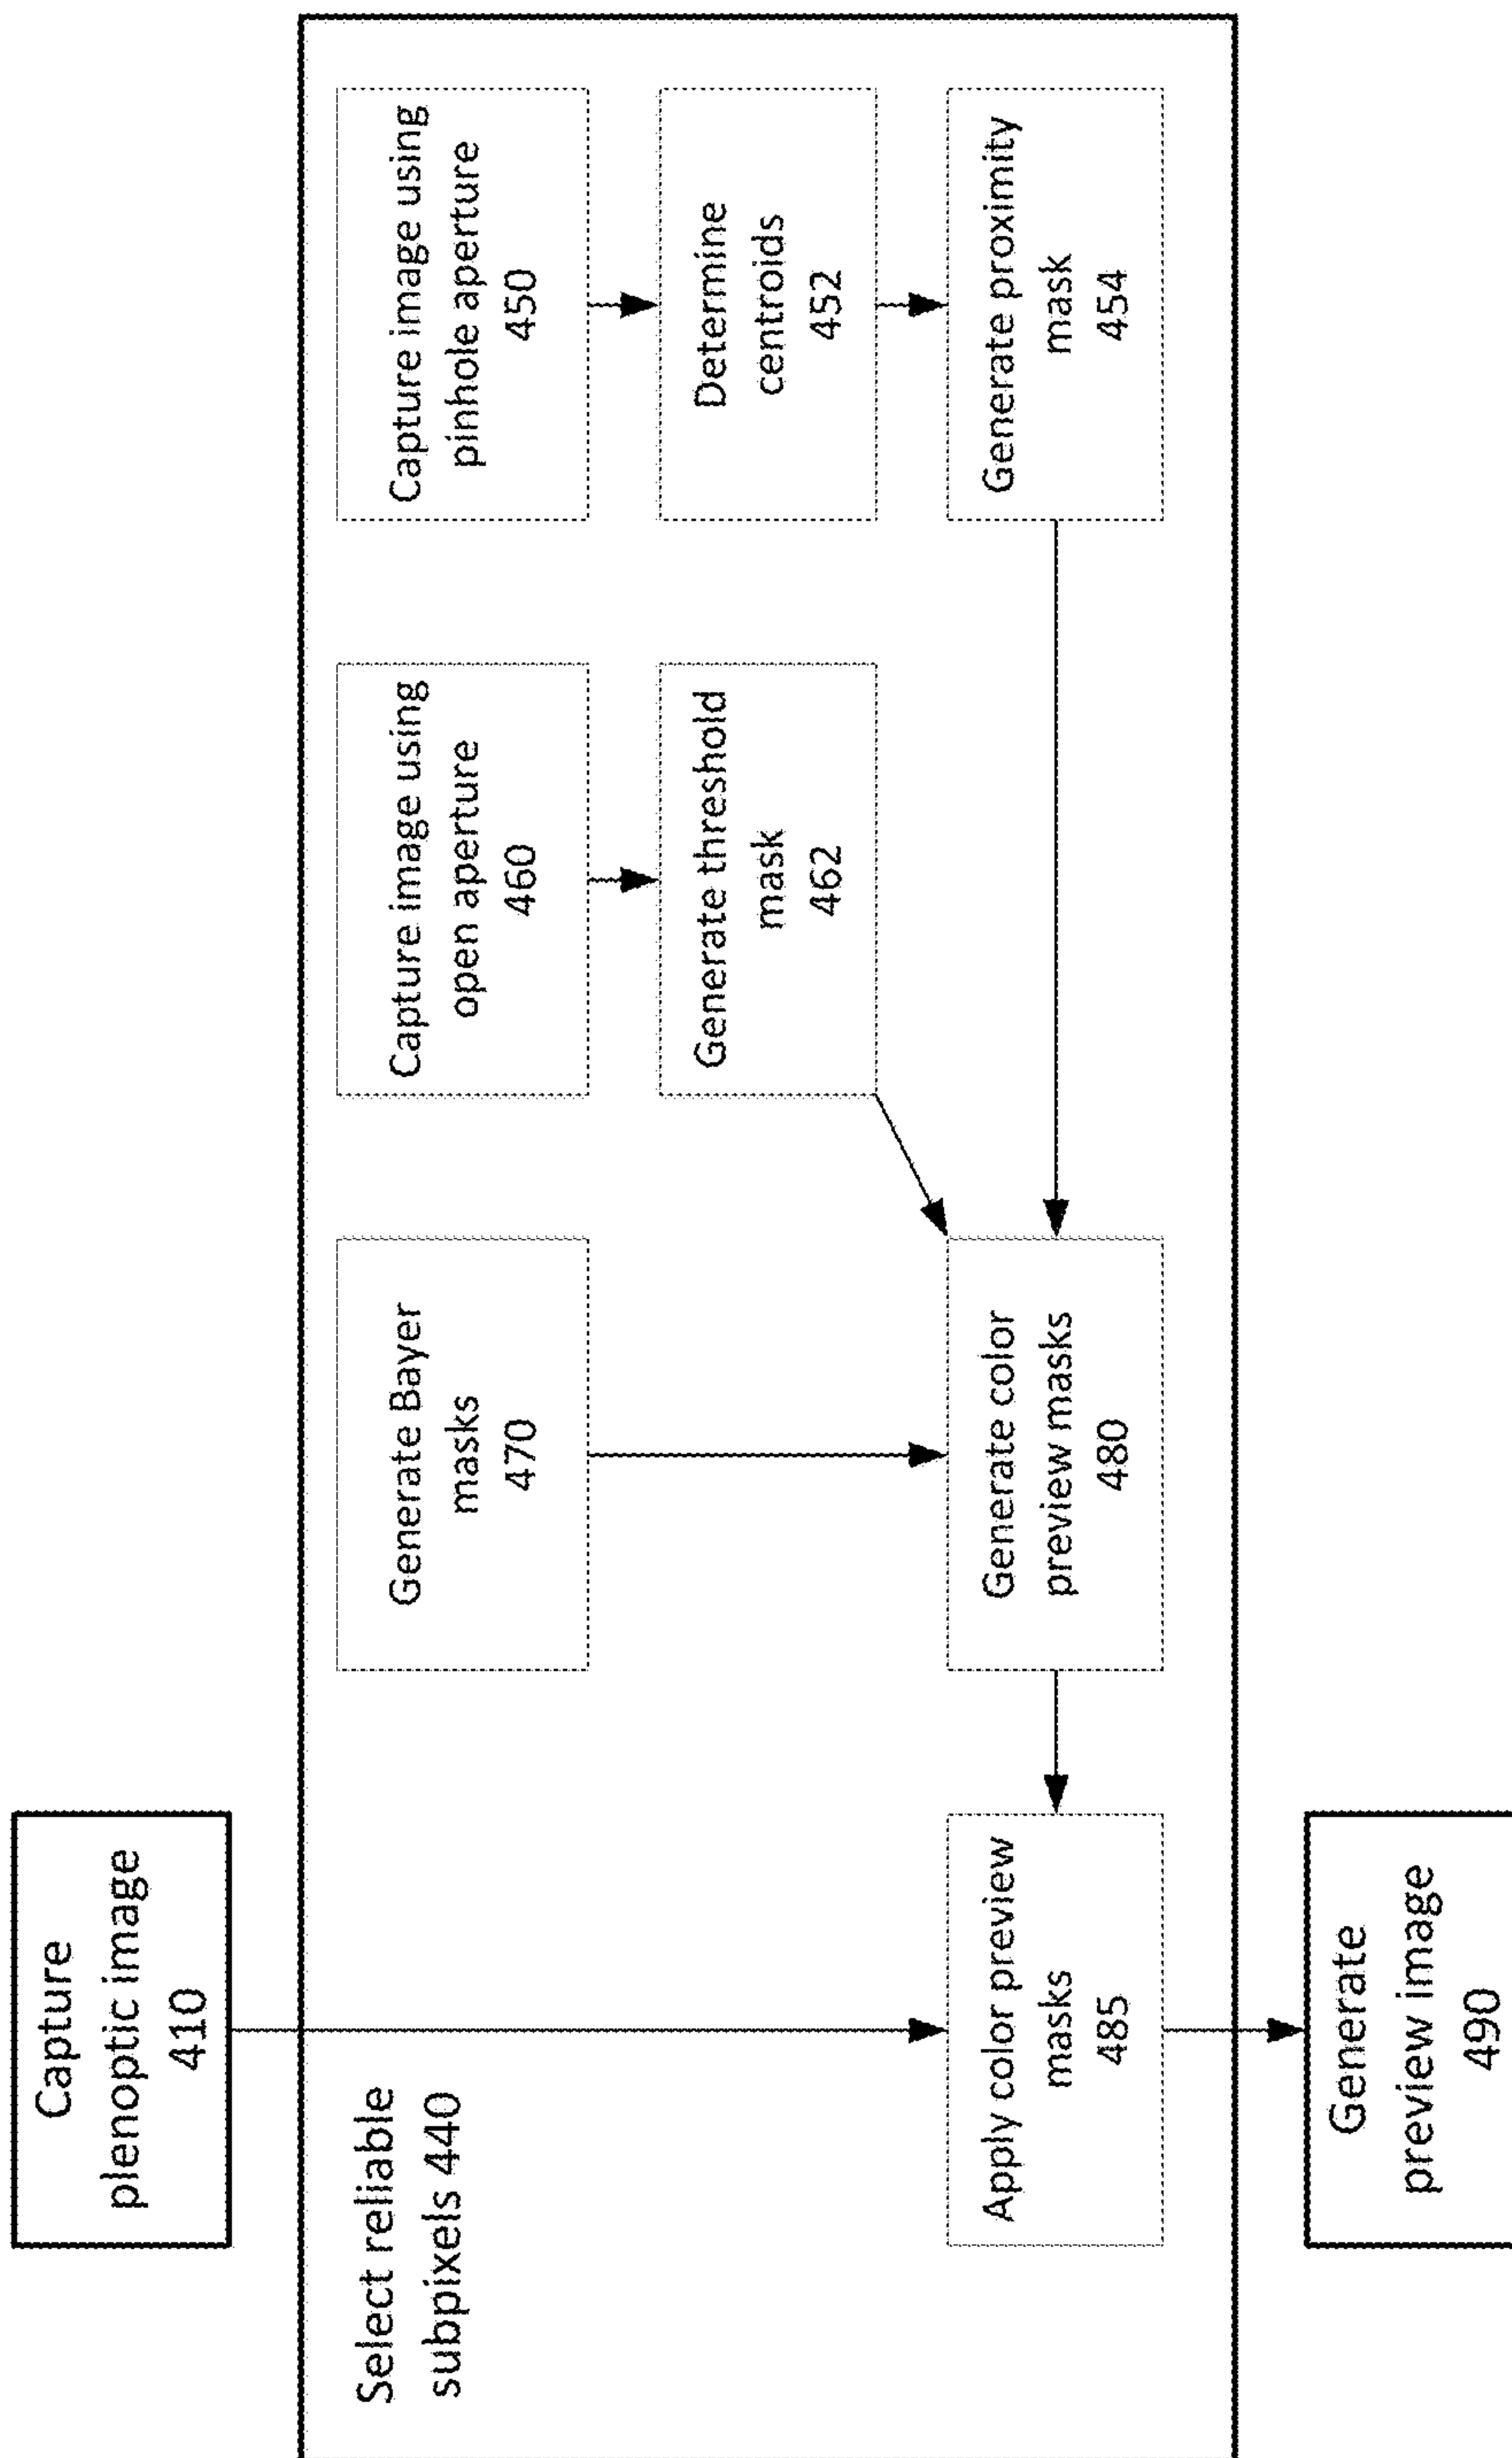 Capture
plenoptic image
410
Select reliable
subpixels 440
Generate Bayer
masks
470
Capture image using
open aperture
460
Capture image using
pinhole aperture
450
Generate threshold
mask
462
Determine
centroids
452
Apply color preview
masks
485
Generate color
preview masks
480
Generate proximity
mask
454
Generate
preview image
490